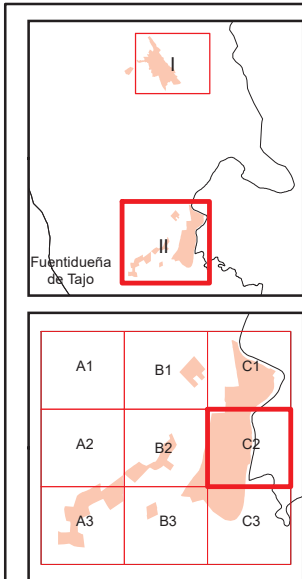 I
II
Fuentidueña
de Tajo
A1
B1
C1
A2
B2
C2
A3
B3
C3